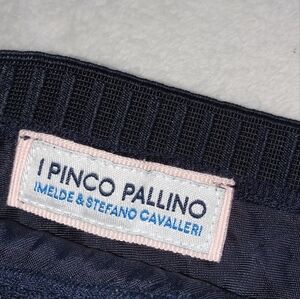 I PINCO PALLINO
IMELDE & STEFANO CAVALLERI